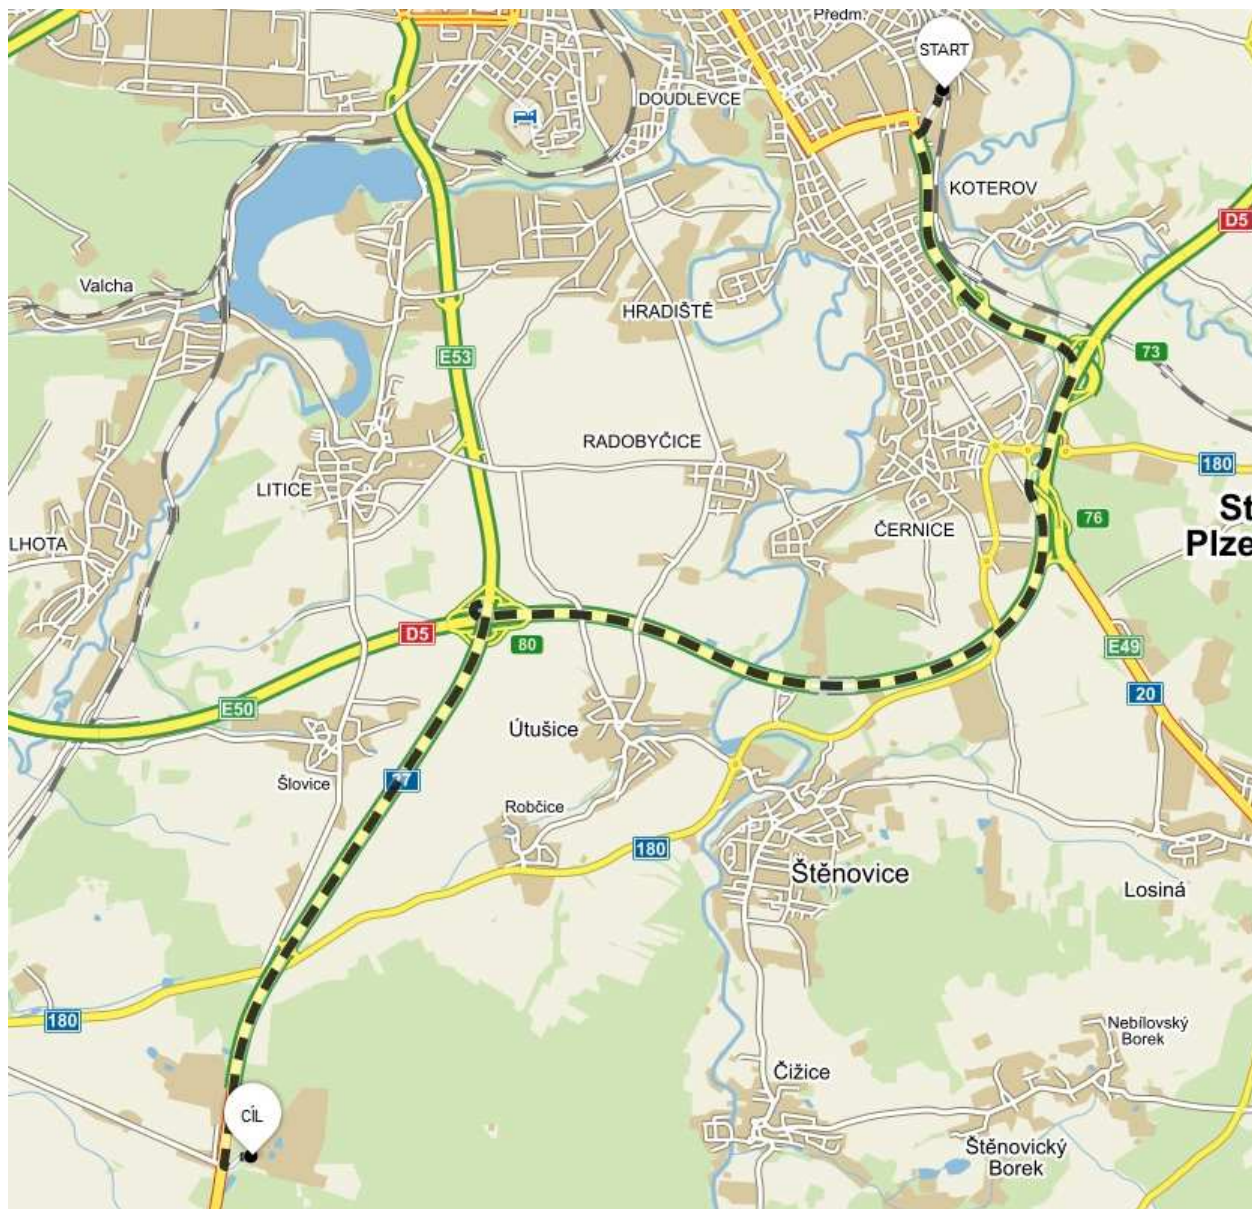 Předm.
START
DOUDLEVCE
KOTEROV
D5
Valcha
HRADIŠTĚ
E53
73
RADOBYČICE
180
LITICE
St
Plze
76
ČERNICE
LHOTA
D5
80
E49
20
E50
Útušice
Šlovice
37
Robčice
180
Štěnovice
Losiná
180
Nebílovský
Borek
Čižice
CÍL
Štěnovický
Borek